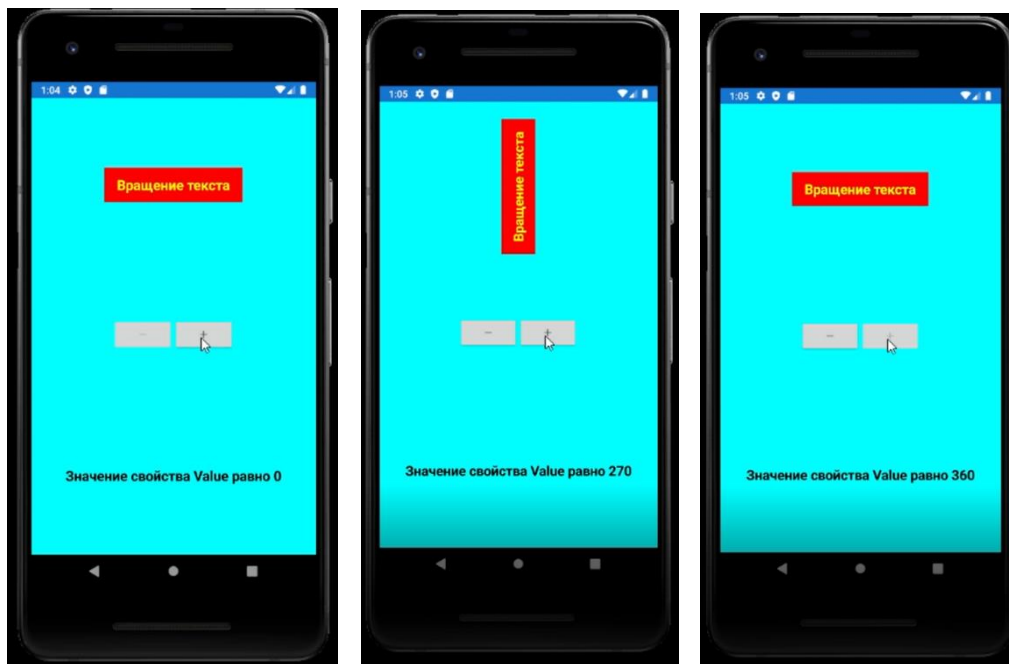 1:04
Вращение текста
−
+
Значение свойства Value равно 0
1:05
Вращение текста
−
+
Значение свойства Value равно 270
1:05
Вращение текста
−
+
Значение свойства Value равно 360